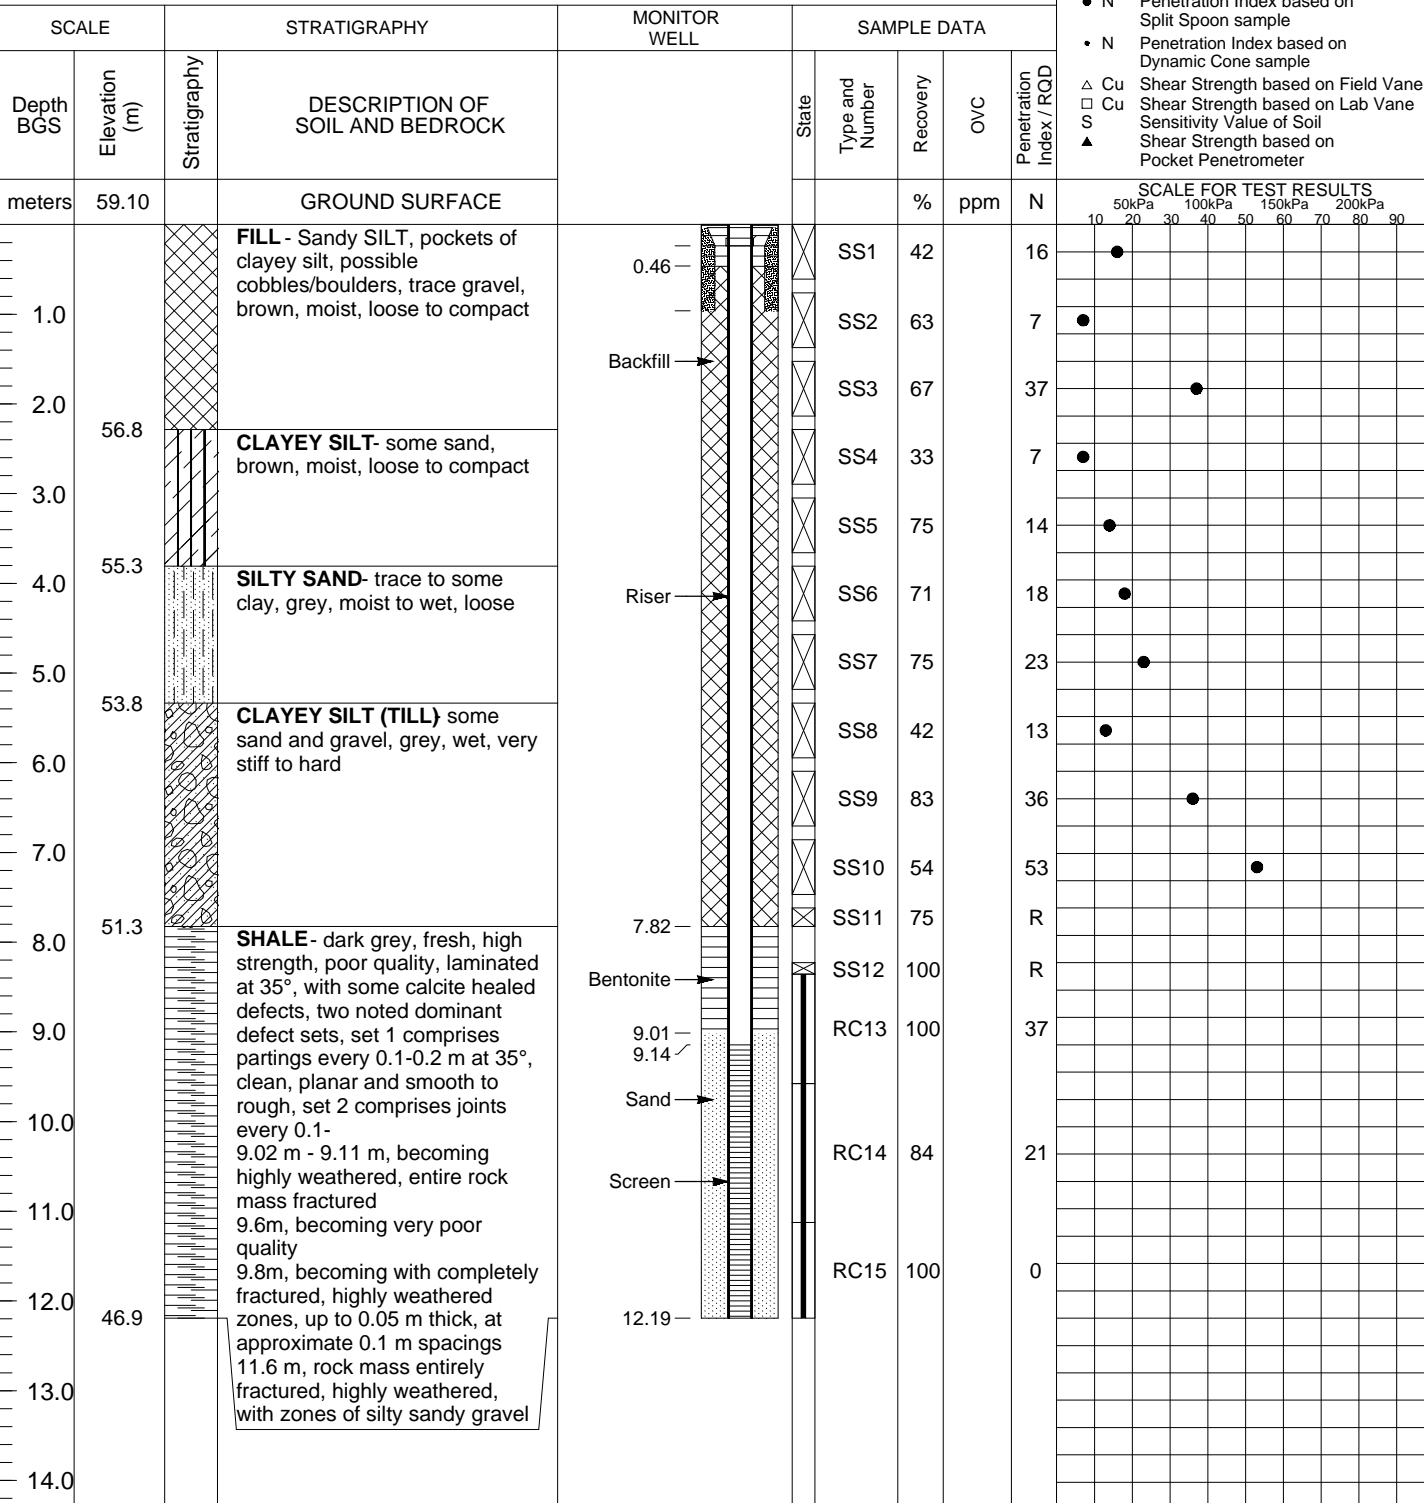 ● N Penetration Index based on
Split Spoon sample
• N Penetration Index based on
Dynamic Cone sample
△ Cu Shear Strength based on Field Vane
□ Cu Shear Strength based on Lab Vane
S Sensitivity Value of Soil
▲ Shear Strength based on
Pocket Penetrometer
SCALE
STRATIGRAPHY
MONITOR
WELL
SAMPLE DATA
Depth
BGS
Elevation
(m)
Stratigraphy
DESCRIPTION OF
SOIL AND BEDROCK
State
Type and
Number
Recovery
OVC
Penetration
Index / RQD
meters 59.10 GROUND SURFACE % ppm N
SCALE FOR TEST RESULTS
50kPa 100kPa 150kPa 200kPa
10 20 30 40 50 60 70 80 90
1.0
2.0
3.0
4.0
5.0
6.0
7.0
8.0
9.0
10.0
11.0
12.0
13.0
14.0
56.8
55.3
53.8
51.3
46.9
FILL - Sandy SILT, pockets of
clayey silt, possible
cobbles/boulders, trace gravel,
brown, moist, loose to compact
CLAYEY SILT- some sand,
brown, moist, loose to compact
SILTY SAND- trace to some
clay, grey, moist to wet, loose
CLAYEY SILT (TILL) some
sand and gravel, grey, wet, very
stiff to hard
SHALE- dark grey, fresh, high
strength, poor quality, laminated
at 35°, with some calcite healed
defects, two noted dominant
defect sets, set 1 comprises
partings every 0.1-0.2 m at 35°,
clean, planar and smooth to
rough, set 2 comprises joints
every 0.1-
9.02 m - 9.11 m, becoming
highly weathered, entire rock
mass fractured
9.6m, becoming very poor
quality
9.8m, becoming with completely
fractured, highly weathered
zones, up to 0.05 m thick, at
approximate 0.1 m spacings
11.6 m, rock mass entirely
fractured, highly weathered,
with zones of silty sandy gravel
0.46
Backfill
Riser
7.82
Bentonite
9.01
9.14
Sand
Screen
12.19
SS1 42 16
SS2 63 7
SS3 67 37
SS4 33 7
SS5 75 14
SS6 71 18
SS7 75 23
SS8 42 13
SS9 83 36
SS10 54 53
SS11 75 R
SS12 100 R
RC13 100 37
RC14 84 21
RC15 100 0